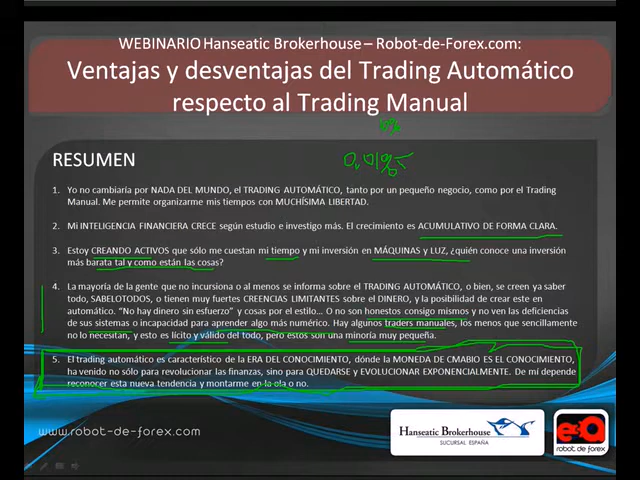 WEBINARIO Hanseatic Brokerhouse – Robot-de-Forex.com:
Ventajas y desventajas del Trading Automático
respecto al Trading Manual
RESUMEN
1. Yo no cambiaría por NADA DEL MUNDO, el TRADING AUTOMÁTICO, tanto por un pequeño negocio, como por el Trading
Manual. Me permite organizarme mis tiempos con MUCHÍSIMA LIBERTAD.
2. Mi INTELIGENCIA FINANCIERA CRECE según estudio e investigo más. El crecimiento es ACUMULATIVO DE FORMA CLARA.
3. Estoy CREANDO ACTIVOS que sólo me cuestan mi tiempo y mi inversión en MÁQUINAS y LUZ, ¿quién conoce una inversión
más barata tal y como están las cosas?
4. La mayoría de la gente que no incursiona o al menos se informa sobre el TRADING AUTOMÁTICO, o bien, se creen ya saber
todo, SABELOTODOS, o tienen muy fuertes CREENCIAS LIMITANTES sobre el DINERO, y la posibilidad de crear este en
automático. "No hay dinero sin esfuerzo" y cosas por el estilo... O no son honestos consigo mismos y no ven las deficiencias
de sus sistemas o incapacidad para aprender algo más numérico. Hay algunos traders manuales, los menos que sencillamente
no lo necesitan, y esto es lícito y válido del todo, pero estos son una minoría muy pequeña.
5. El trading automático es característico de la ERA DEL CONOCIMIENTO, dónde la MONEDA DE CMABIO ES EL CONOCIMIENTO,
ha venido no sólo para revolucionar las finanzas, sino para QUEDARSE y EVOLUCIONAR EXPONENCIALMENTE. De mí depende
reconocer esta nueva tendencia y montarme en la ola o no.
www.robot-de-forex.com
Hanseatic Brokerhouse
SUCURSAL ESPAÑA
robot de forex